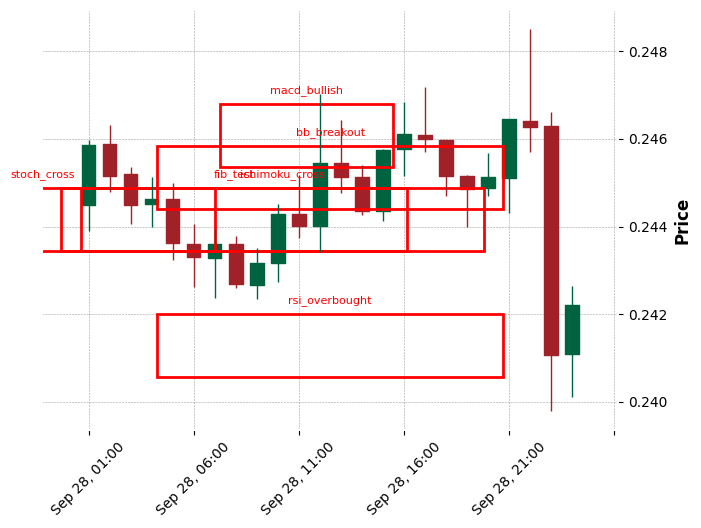 macd_bullish
bb_breakout
stoch_cross
ichimoku_cross
rsi_overbought
0.248
0.246
0.244
0.242
0.240
Price
Sep 28, 01:00
Sep 28, 06:00
Sep 28, 11:00
Sep 28, 16:00
Sep 28, 21:00